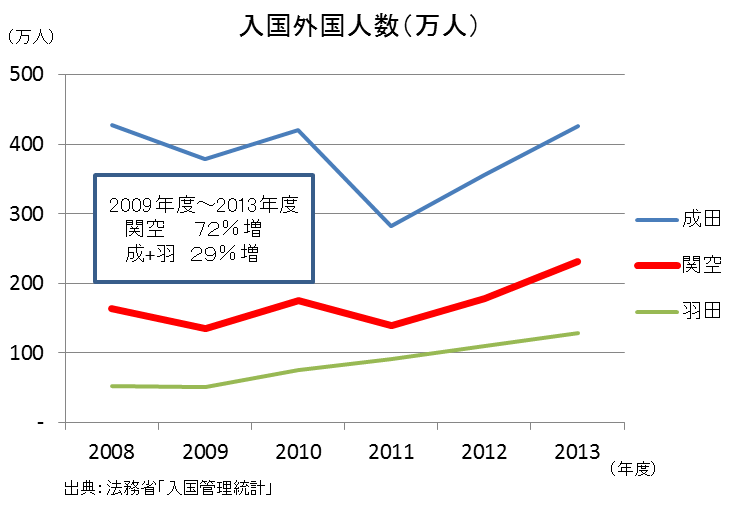 入国外国人数（万人）
（万人）
500
400
300
200
100
-
2009年度～2013年度
関空　72％増
成+羽　29％増
成田
関空
羽田
2008 2009 2010 2011 2012 2013
（年度）
出典：法務省「入国管理統計」